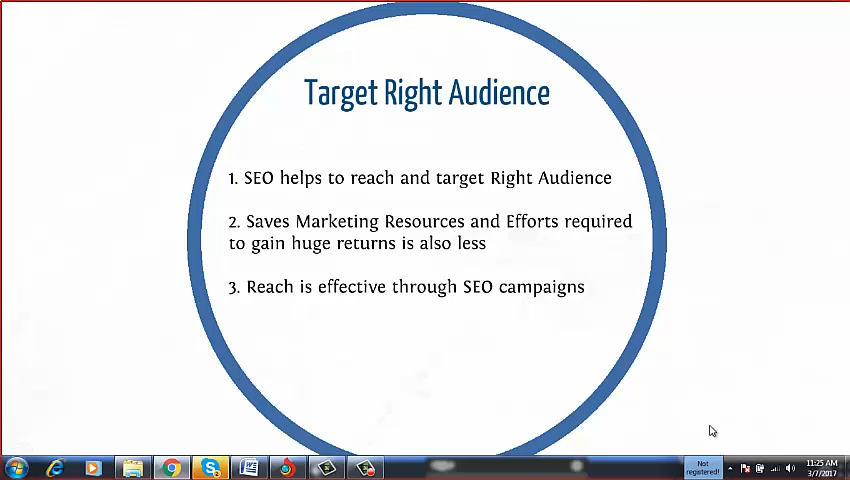 Target Right Audience
1. SEO helps to reach and target Right Audience
2. Saves Marketing Resources and Efforts required
to gain huge returns is also less
3. Reach is effective through SEO campaigns
Not
registered!
11:25 AM
3/7/2017